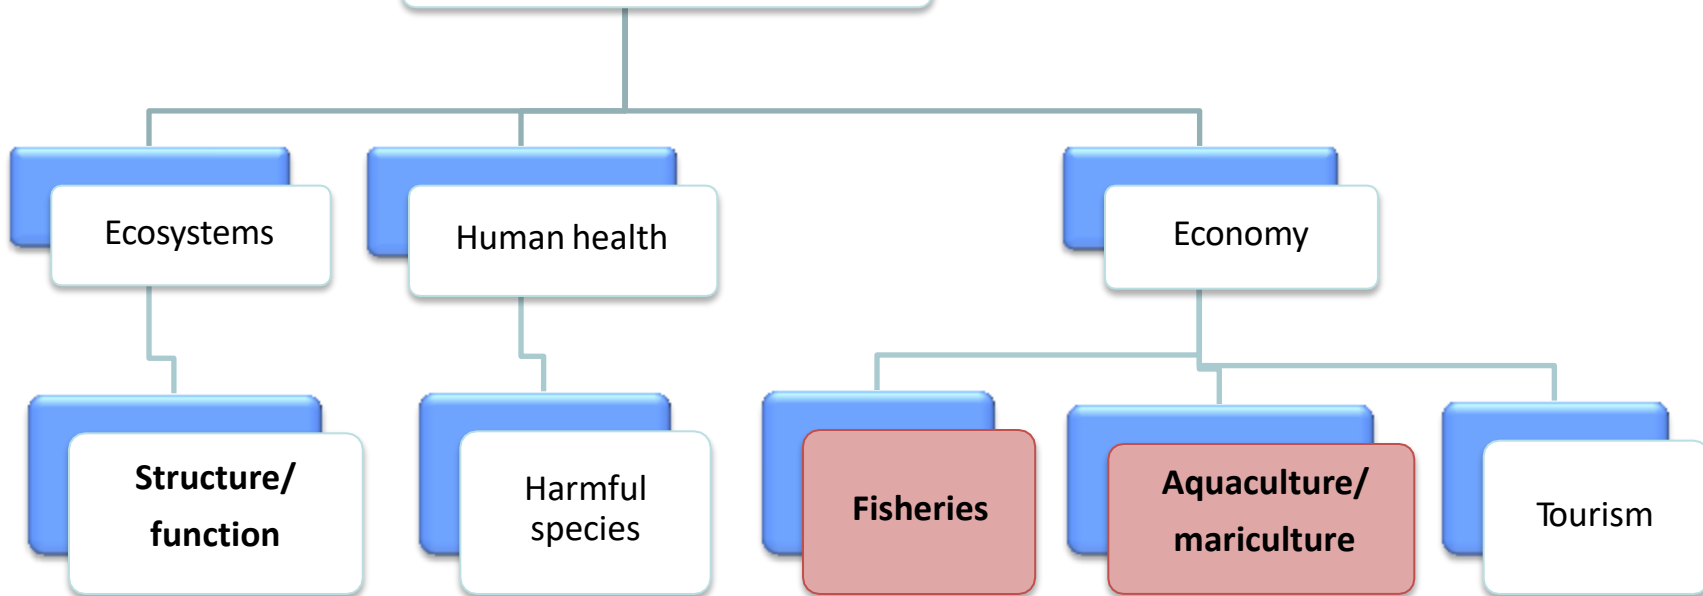 Ecosystems
Human health
Economy
Structure/
function
Harmful
species
Fisheries
Aquaculture/
mariculture
Tourism